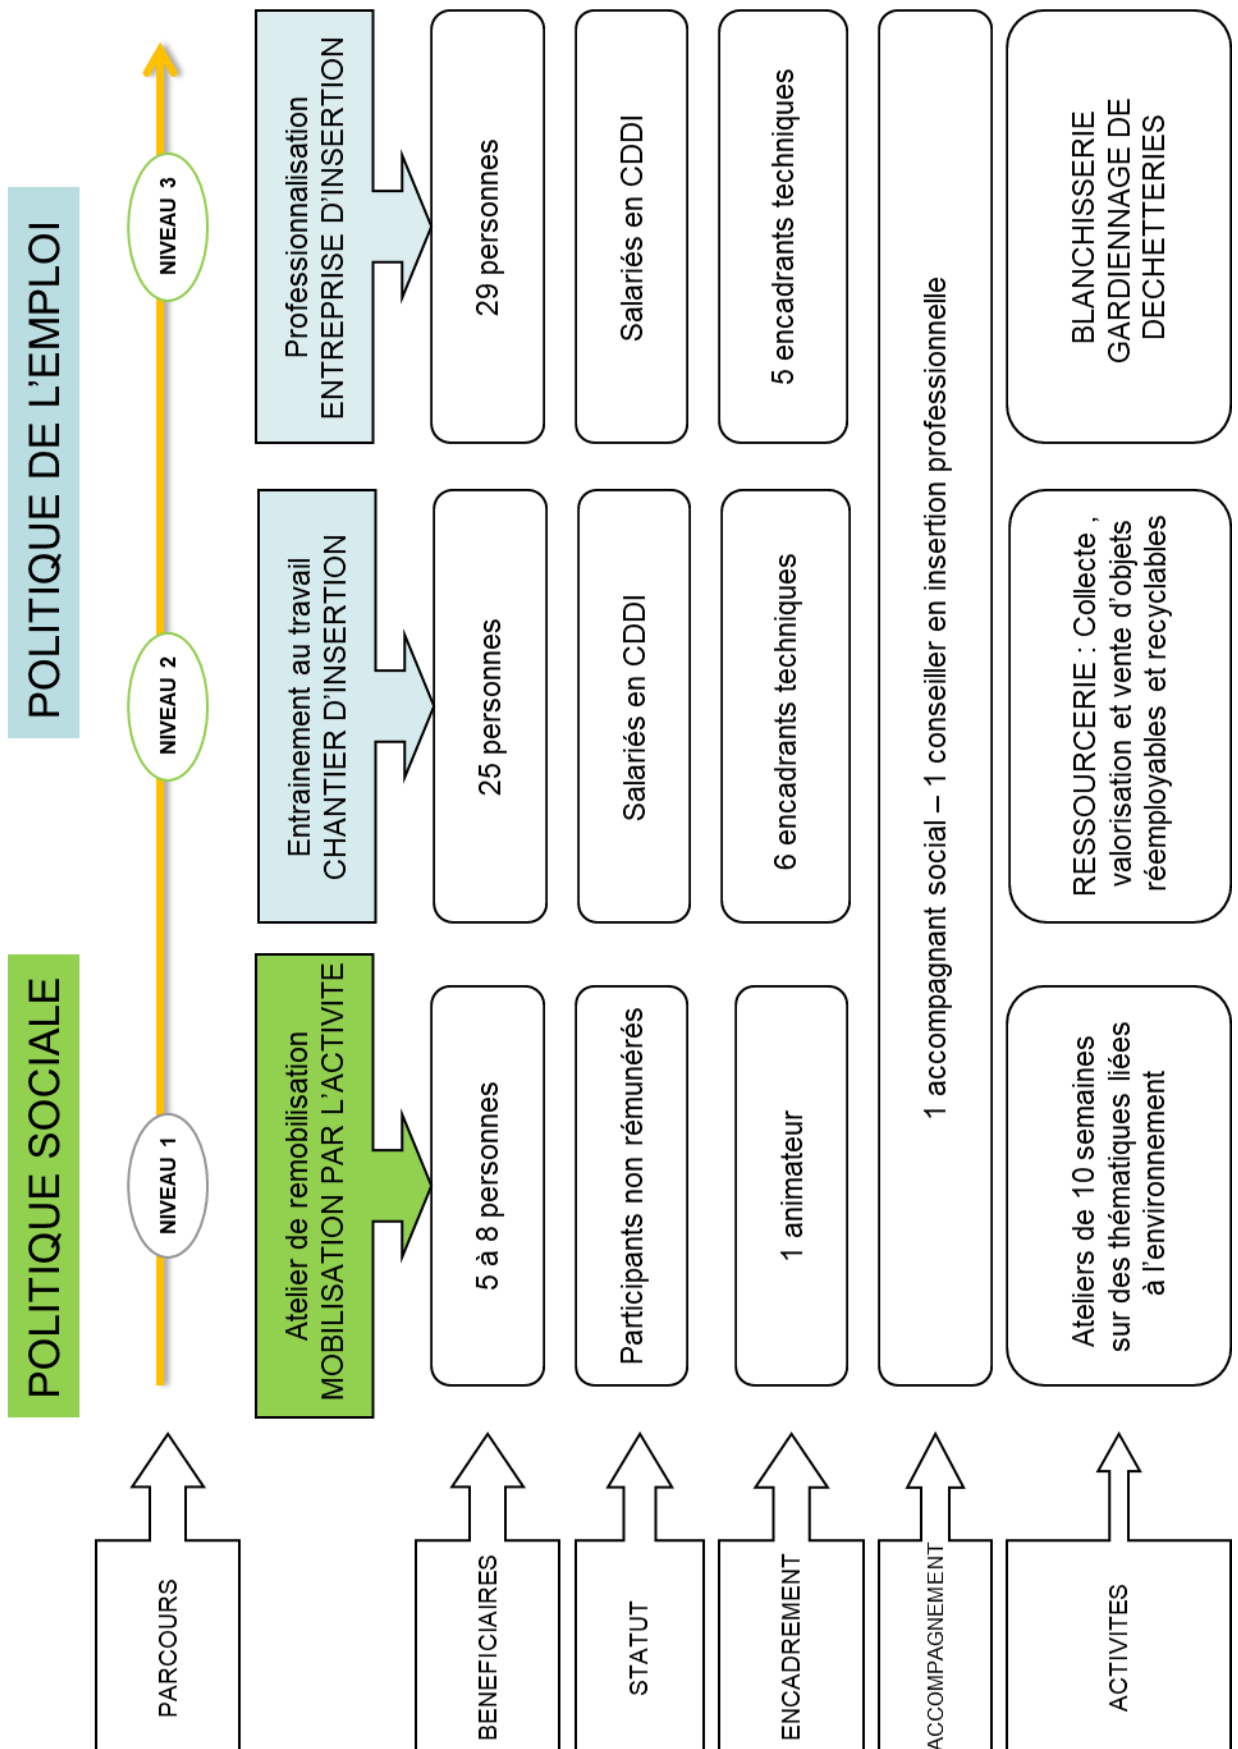 POLITIQUE SOCIALE
POLITIQUE DE L'EMPLOI
PARCOURS
NIVEAU 1
NIVEAU 2
NIVEAU 3
Atelier de remobilisation
MOBILISATION PAR L'ACTIVITE
Entrainement au travail
CHANTIER D'INSERTION
Professionnalisation
ENTREPRISE D'INSERTION
BENEFICIAIRES
5 à 8 personnes
25 personnes
29 personnes
STATUT
Participants non rémunérés
Salariés en CDDI
Salariés en CDDI
ENCADREMENT
1 animateur
6 encadrants techniques
5 encadrants techniques
ACCOMPAGNEMENT
1 accompagnant social – 1 conseiller en insertion professionnelle
ACTIVITES
Ateliers de 10 semaines
sur des thématiques liées
à l'environnement
RESSOURCERIE : Collecte ,
valorisation et vente d'objets
réemployables et recyclables
BLANCHISSERIE
GARDIENNAGE DE
DECHETTERIES